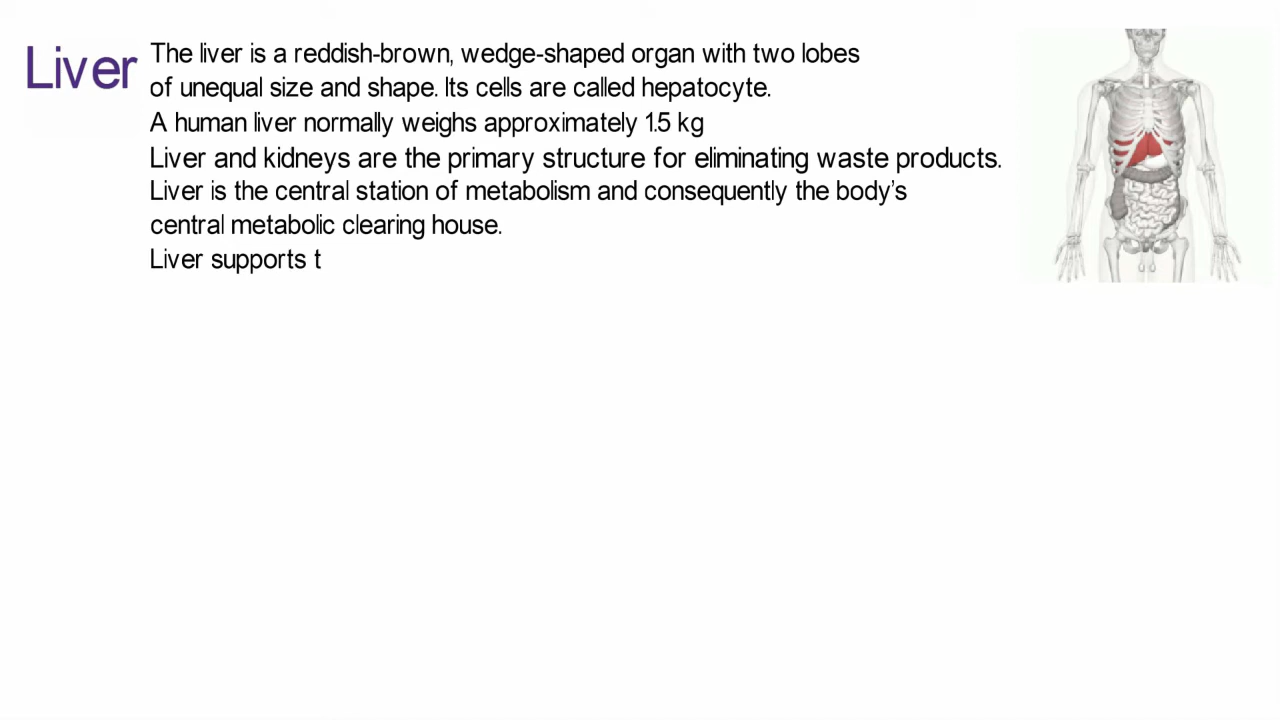 Liver
The liver is a reddish-brown, wedge-shaped organ with two lobes
of unequal size and shape. Its cells are called hepatocyte.
A human liver normally weighs approximately 1.5 kg
Liver and kidneys are the primary structure for eliminating waste products.
Liver is the central station of metabolism and consequently the body's
central metabolic clearing house.
Liver supports t